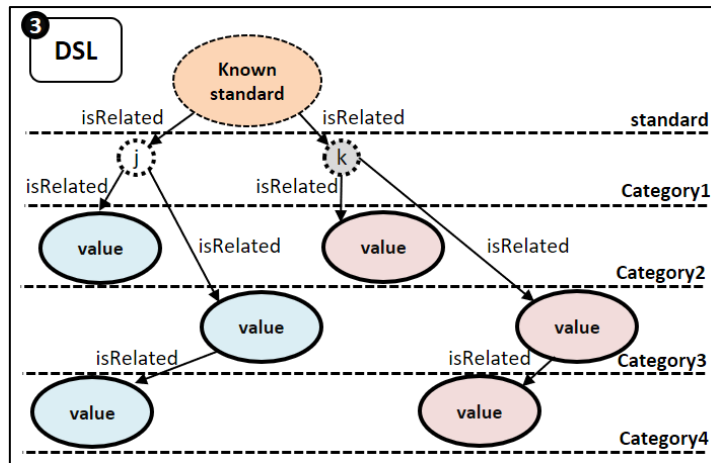 3
DSL
Known
standard
isRelated
isRelated
standard
j
k
isRelated
isRelated
Category1
value
value
isRelated
isRelated
Category2
value
value
isRelated
isRelated
Category3
value
value
Category4